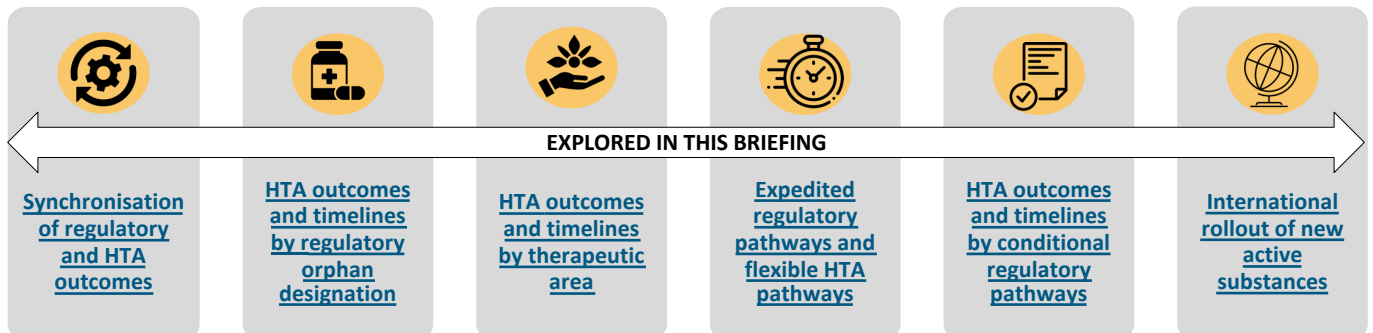 EXPLORED IN THIS BRIEFING
Synchronisation
of regulatory
and HTA
outcomes
HTA outcomes
and timelines
by regulatory
orphan
designation
HTA outcomes
and timelines
by therapeutic
area
Expedited
regulatory
pathways and
flexible HTA
pathways
HTA outcomes
and timelines
by conditional
regulatory
pathways
International
rollout of new
active
substances